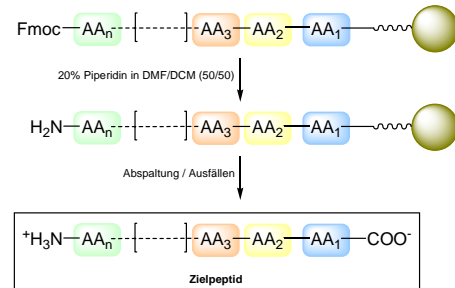 Fmoc AAn AA3 AA2 AA1
20% Piperidin in DMF/DCM (50/50)
H2N AAn AA3 AA2 AA1
Abspaltung / Ausfällen
+H3N AAn AA3 AA2 AA1 COO-
Zielpeptid